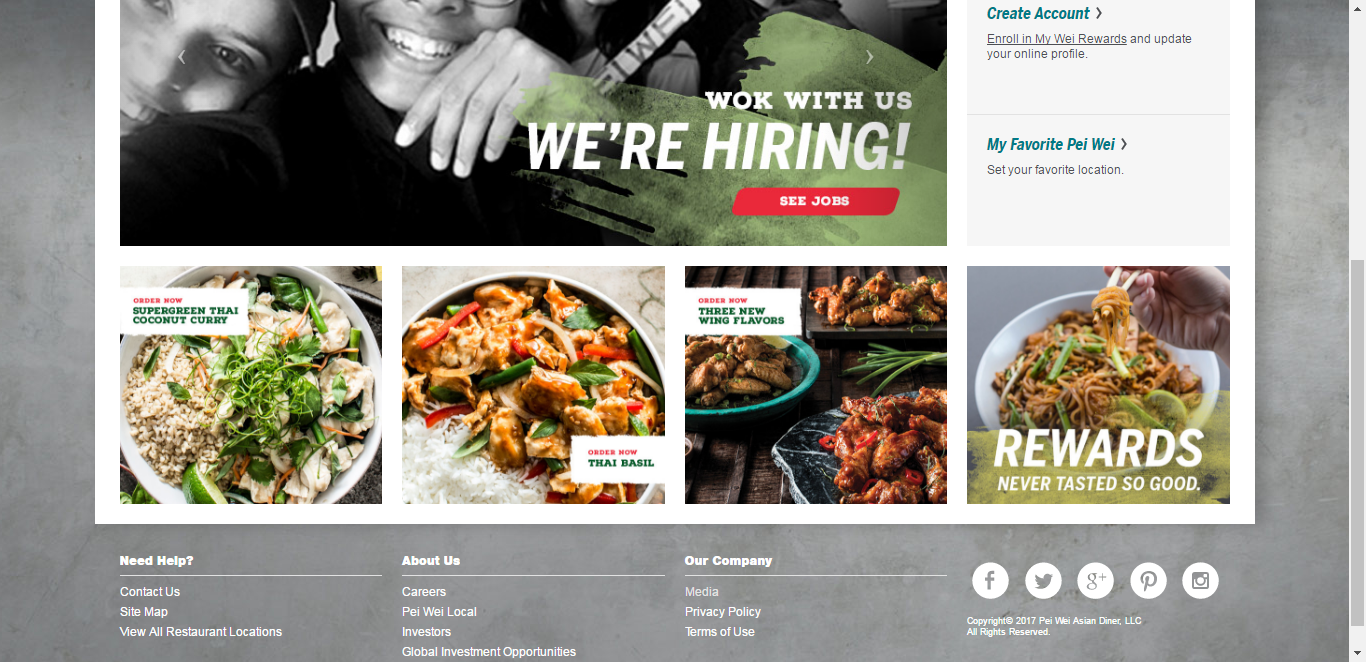 Create Account
Enroll in My Wei Rewards and update
your online profile.
WOK WITH US
WE'RE HIRING!
SEE JOBS
My Favorite Pei Wei
Set your favorite location.
ORDER NOW
SUPERGREEN THAI
COCONUT CURRY
ORDER NOW
THAI BASIL
ORDER NOW
THREE NEW
WING FLAVORS
REWARDS
NEVER TASTED SO GOOD.
Need Help?
Contact Us
Site Map
View All Restaurant Locations
About Us
Careers
Pei Wei Local
Investors
Global Investment Opportunities
Our Company
Media
Privacy Policy
Terms of Use
Copyright© 2017 Pei Wei Asian Diner, LLC
All Rights Reserved.